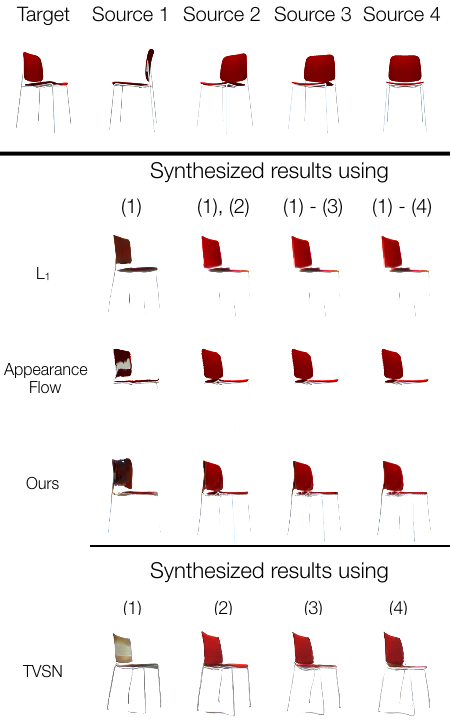 Target Source 1 Source 2 Source 3 Source 4
Synthesized results using
(1) (1), (2) (1) - (3) (1) - (4)
L₁
Appearance
Flow
Ours
Synthesized results using
(1) (2) (3) (4)
TVSN